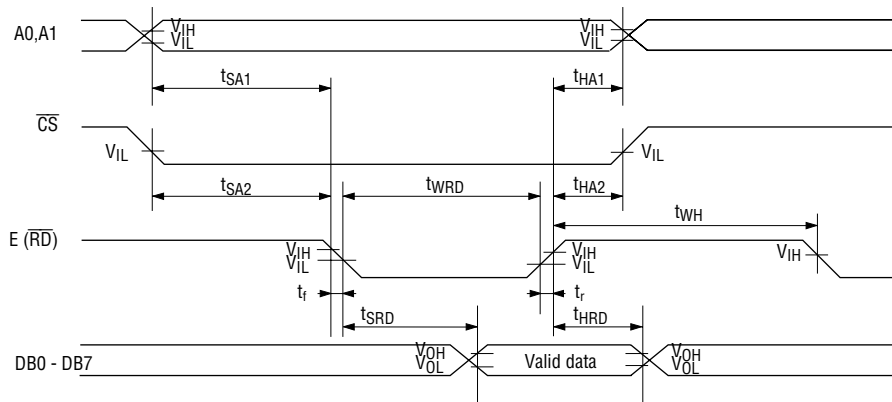 A0,A1
VIH
VIL
VIH
VIL
tSA1
tHA1
CS
VIL
VIL
tSA2
tWRD
tHA2
tWH
E (RD)
VIH
VIL
VIH
VIL
VIH
tf
tr
tSRD
tHRD
DB0 - DB7
VOH
VOL
Valid data
VOH
VOL